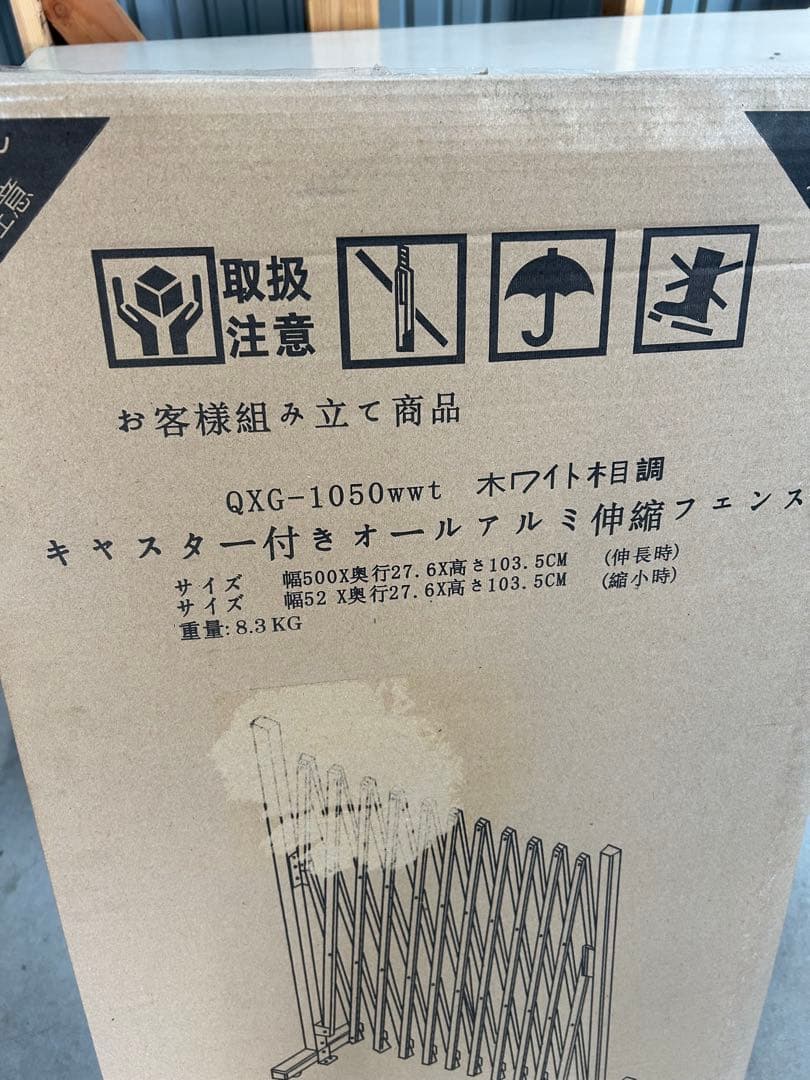 注意
取扱
注意
お客様組み立て商品
QXG-1050wwt ホワイト木目調
キャスター付きオールアルミ伸縮フェンス
サイズ 幅500X奥行27.6X高さ103.5CM (伸長時)
サイズ 幅52 X奥行27.6X高さ103.5CM (縮小時)
重量:8.3KG